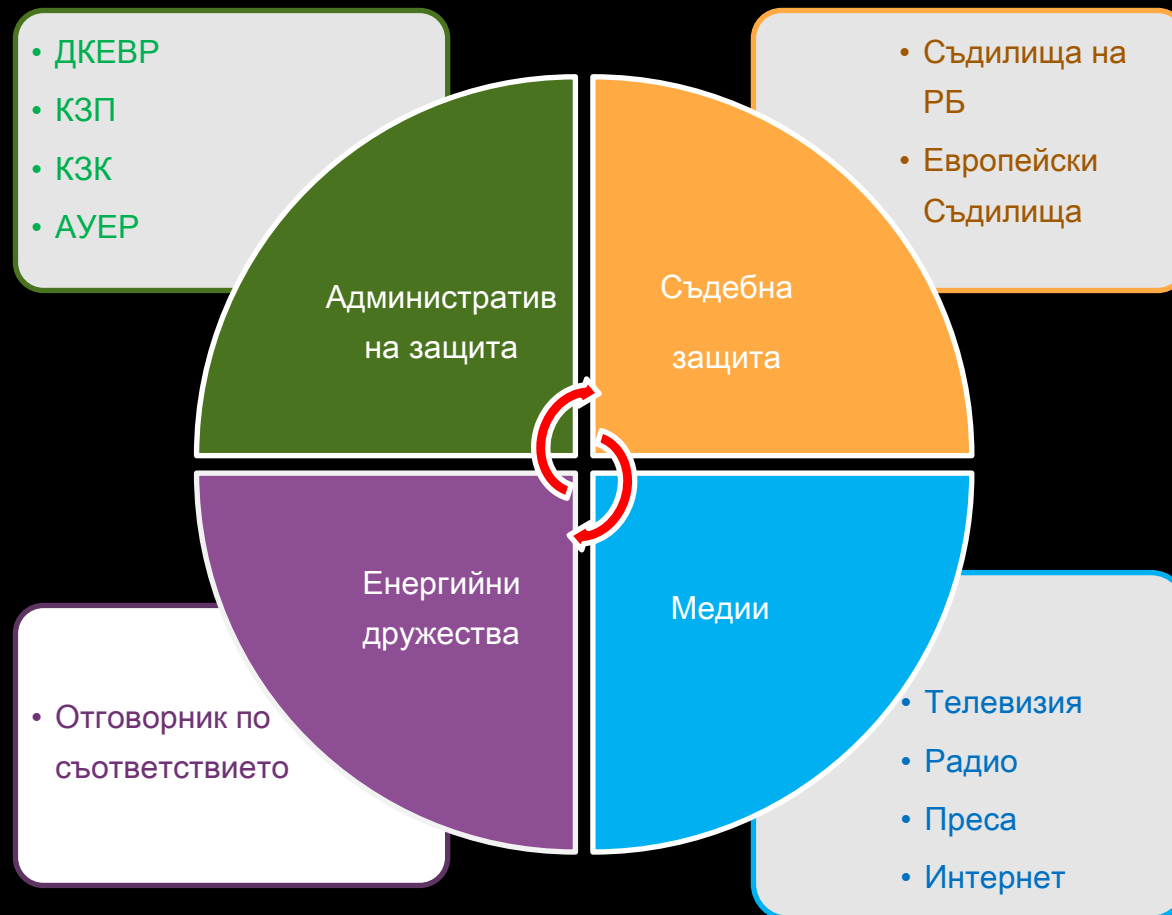 • ДКЕВР
• КЗП
• КЗК
• АУЕР
• Съдилища на
РБ
• Европейски
Съдилища
Административ
на защита
Съдебна
защита
Енергийни
дружества
Медии
• Отговорник по
съответствието
• Телевизия
• Радио
• Преса
• Интернет